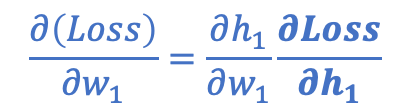 ∂(Loss)/∂w₁ = ∂h₁/∂w₁ ∂Loss/∂h₁